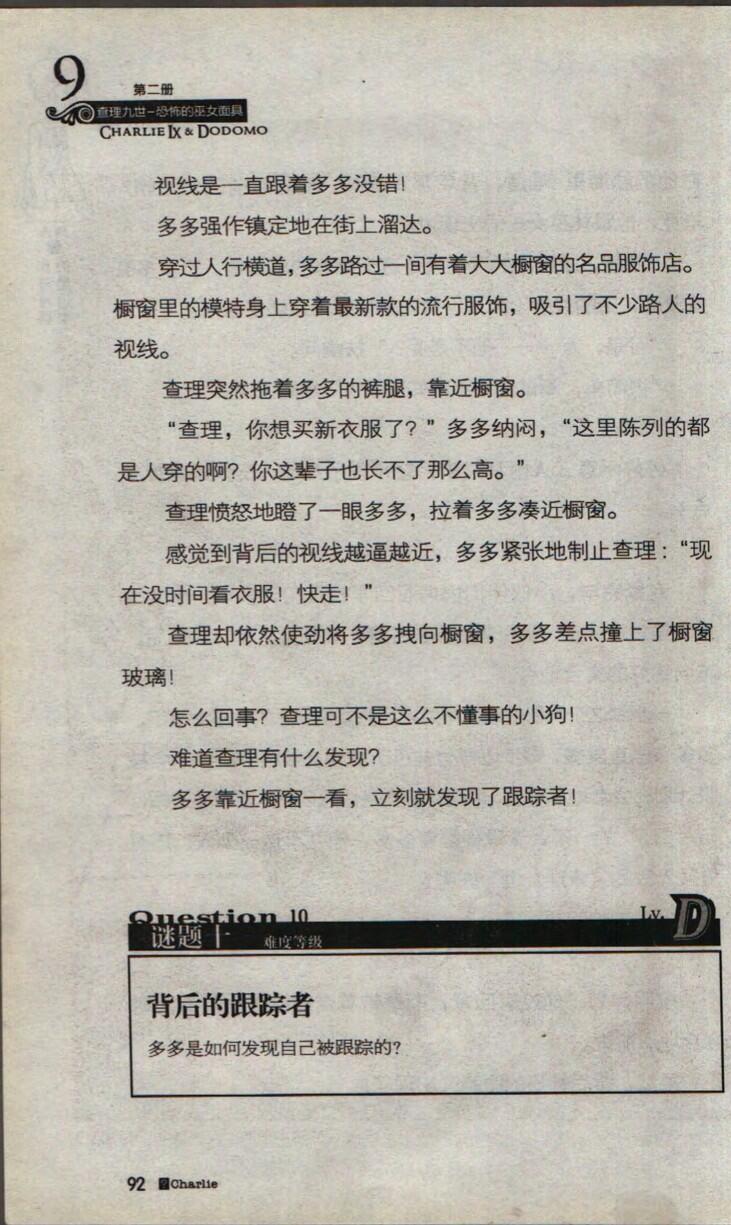 9
第二册
查理九世-恐怖的巫女面具
CHARLIE IX & DODOMO
视线是一直跟着多多没错！
多多强作镇定地在街上溜达。
穿过人行横道，多多路过一间有着大大橱窗的名品服饰店。
橱窗里的模特身上穿着最新款的流行服饰，吸引了不少路人的
视线。
查理突然拖着多多的裤腿，靠近橱窗。
“查理，你想买新衣服了？”多多纳闷，“这里陈列的都
是人穿的啊？你这辈子也长不了那么高。”
查理愤怒地瞪了一眼多多，拉着多多凑近橱窗。
感觉到背后的视线越逼越近，多多紧张地制止查理：“现
在没时间看衣服！快走！”
查理却依然使劲将多多拽向橱窗，多多差点撞上了橱窗
玻璃！
怎么回事？查理可不是这么不懂事的小狗！
难道查理有什么发现？
多多靠近橱窗一看，立刻就发现了跟踪者！
Question 10 Lv. D
谜题十 难度等级
背后的跟踪者
多多是如何发现自己被跟踪的？
92 Charlie